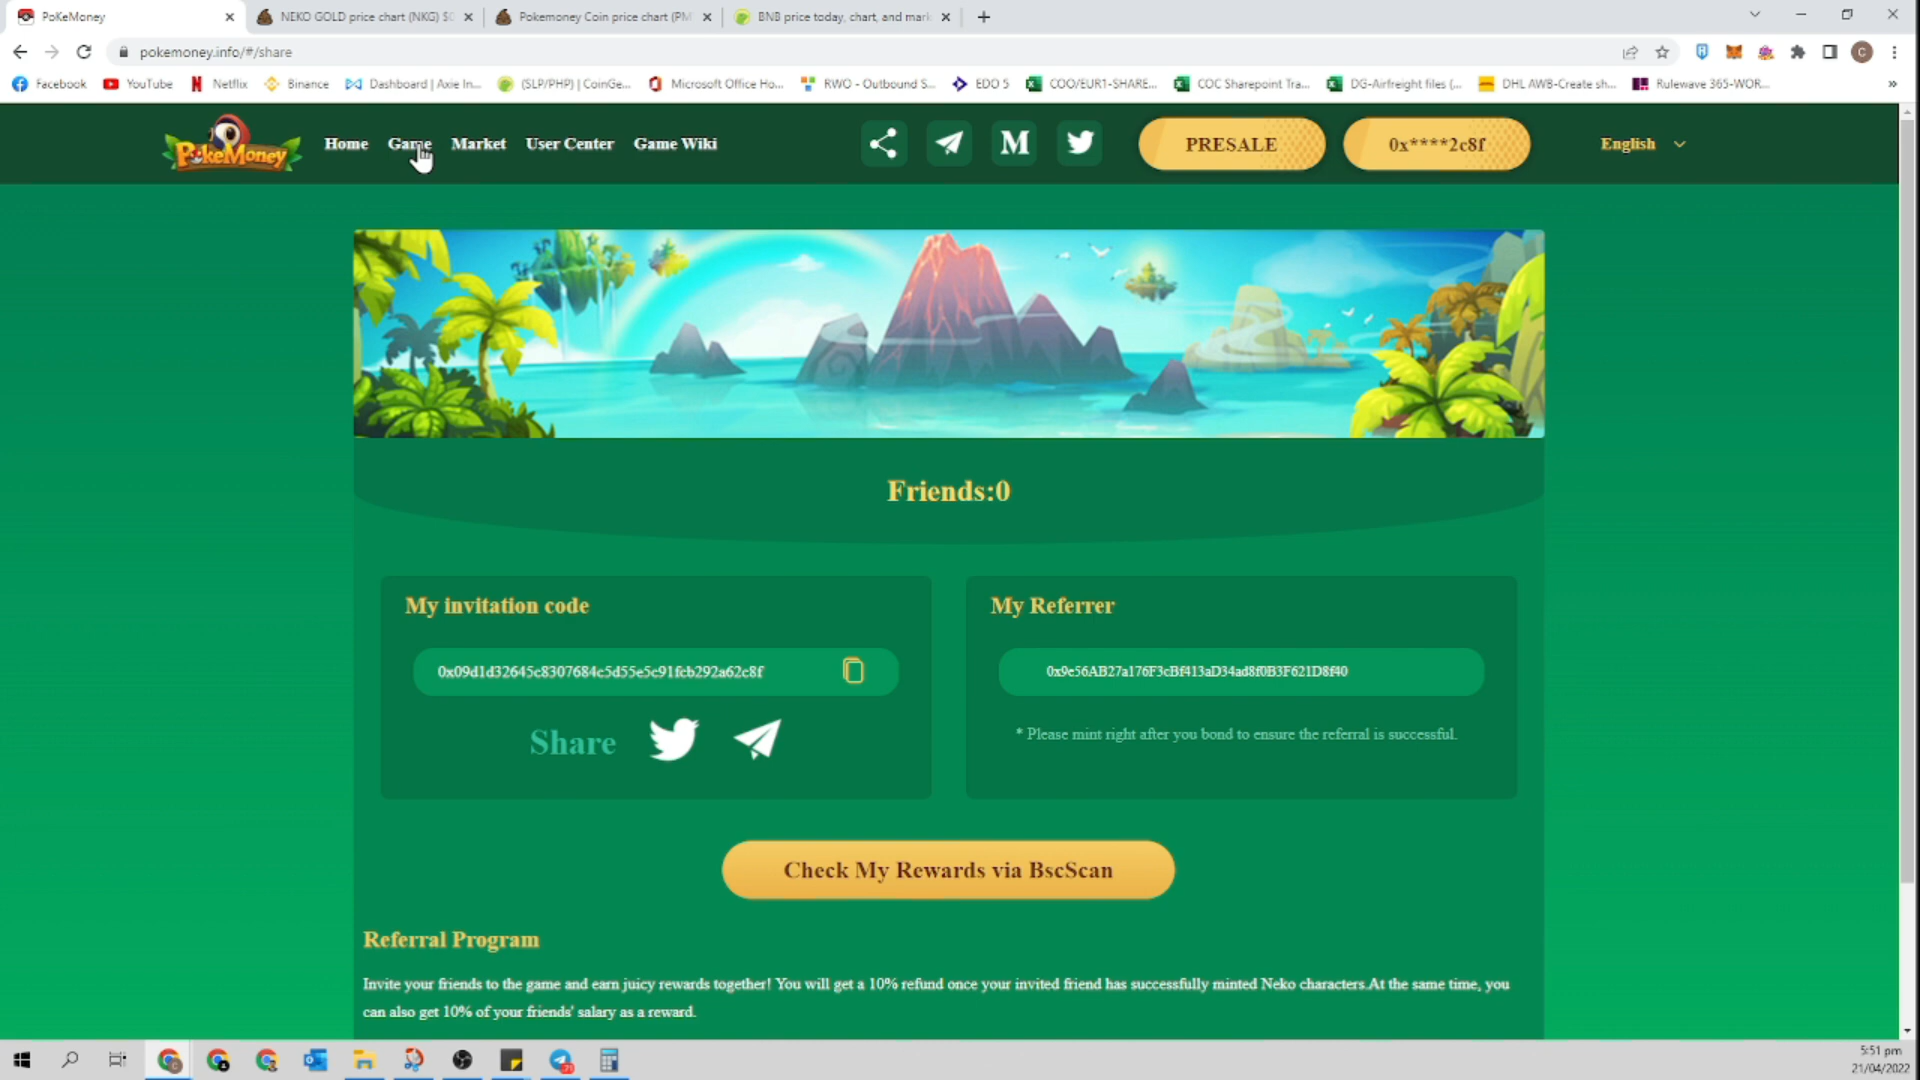 PoKeMoney
NEKO GOLD price chart (NKG) $0
Pokemoney Coin price chart (PM
BNB price today, chart, and mark
pokemoney.info/#/share
C
Facebook
YouTube
Netflix
Binance
Dashboard | Axie In...
(SLP/PHP) | CoinGe...
Microsoft Office Ho...
RWO - Outbound S...
EDO 5
COO/EUR1-SHARE...
COC Sharepoint Tra...
DG-Airfreight files (...
DHL AWB-Create sh...
Rulewave 365-WOR...
PokeMoney
Home
Game
Market
User Center
Game Wiki
PRESALE
0x****2c8f
English
Friends:0
My invitation code
0x09d1d32645c8307684c5d55e5c91fcb292a62c8f
Share
My Referrer
0x9c56AB27a176F3cBf413aD34ad8f0B3F621D8f40
* Please mint right after you bond to ensure the referral is successful.
Check My Rewards via BscScan
Referral Program
Invite your friends to the game and earn juicy rewards together! You will get a 10% refund once your invited friend has successfully minted Neko characters.At the same time, you
can also get 10% of your friends' salary as a reward.
5:51 pm
21/04/2022